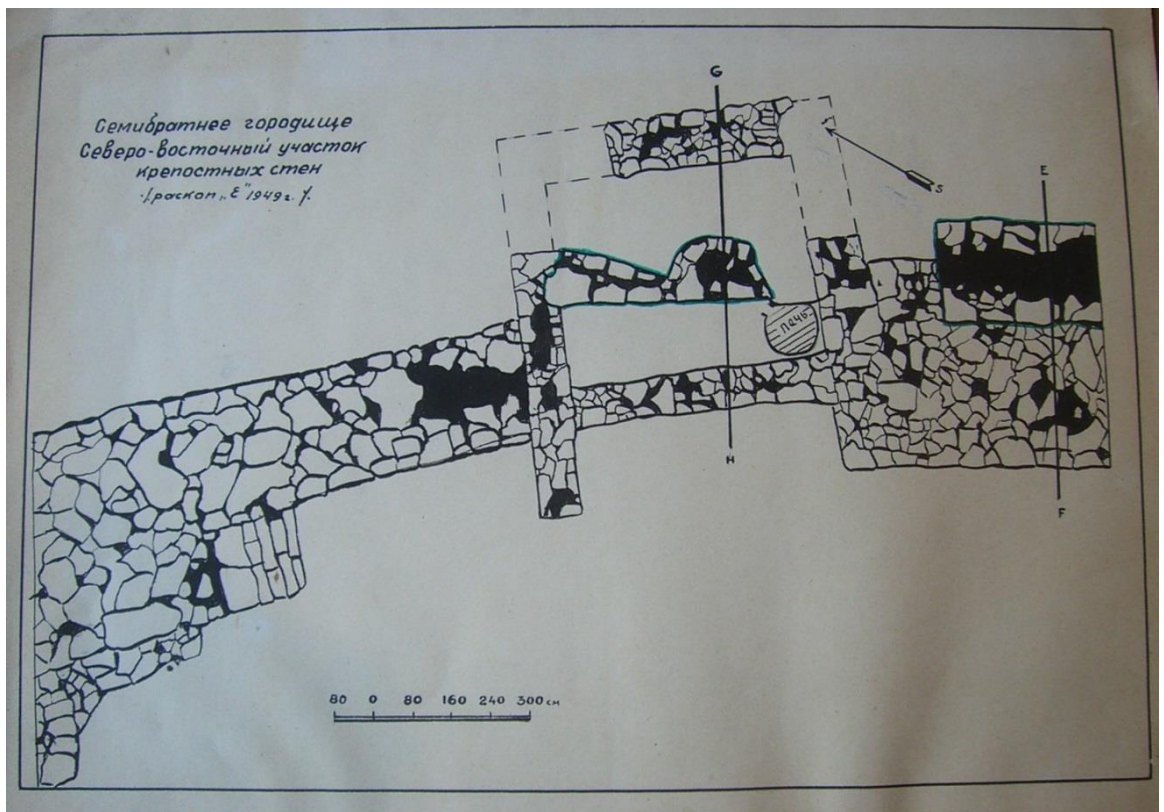 Семибратнее городище
Северо-восточный участок
крепостных стен
(раскоп „Е" 1949 г.).
G
S
E
печь
H
F
80 0 80 160 240 300 см